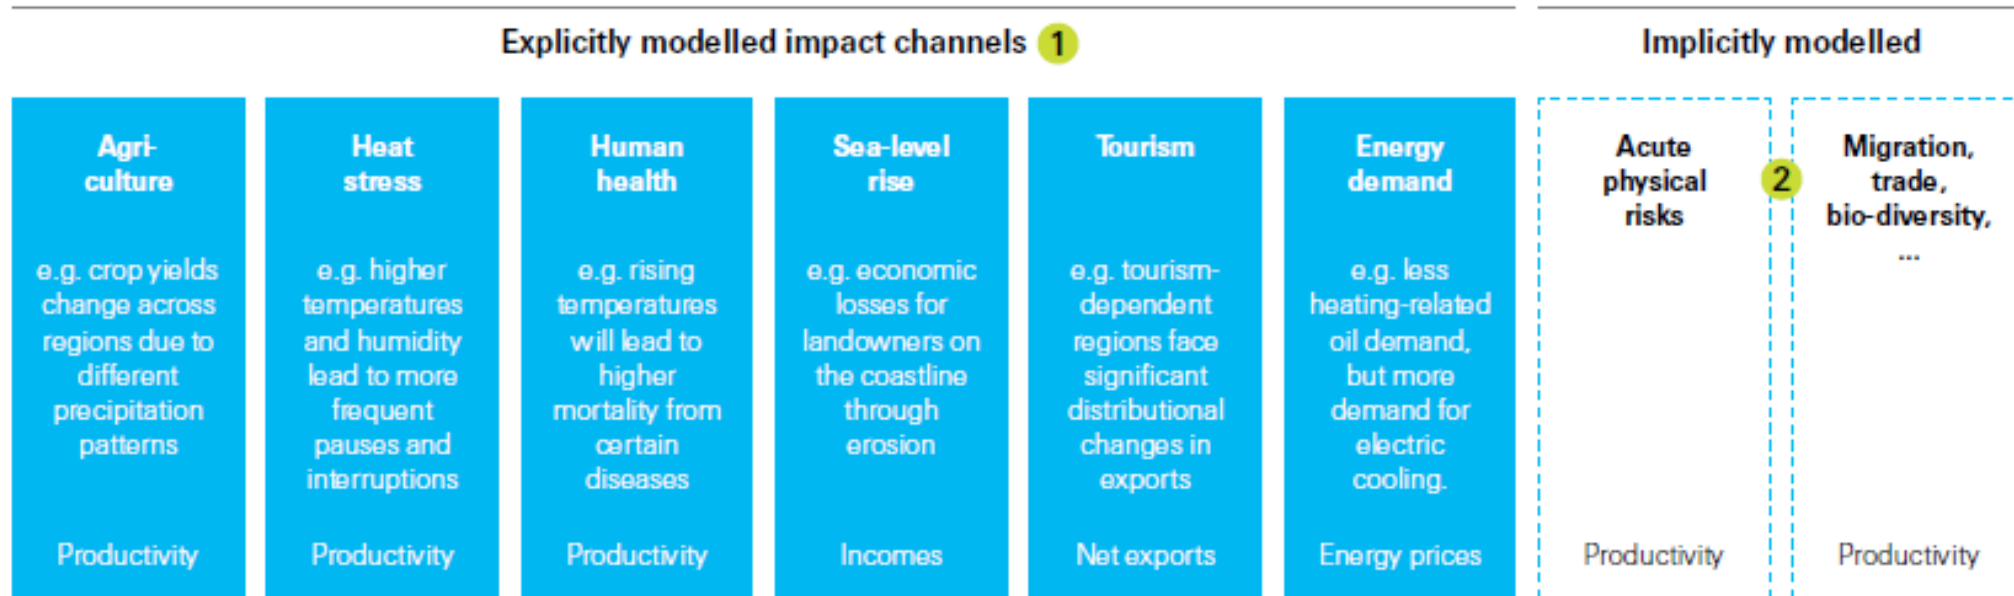 Explicitly modelled impact channels 1
Implicitly modelled
Agri-
culture
e.g. crop yields
change across
regions due to
different
precipitation
patterns
Productivity
Heat
stress
e.g. higher
temperatures
and humidity
lead to more
frequent
pauses and
interruptions
Productivity
Human
health
e.g. rising
temperatures
will lead to
higher
mortality from
certain
diseases
Productivity
Sea-level
rise
e.g. economic
losses for
landowners on
the coastline
through
erosion
Incomes
Tourism
e.g. tourism-
dependent
regions face
significant
distributional
changes in
exports
Net exports
Energy
demand
e.g. less
heating-related
oil demand,
but more
demand for
electric
cooling.
Energy prices
Acute
physical
risks
Productivity
2
Migration,
trade,
bio-diversity,
...
Productivity